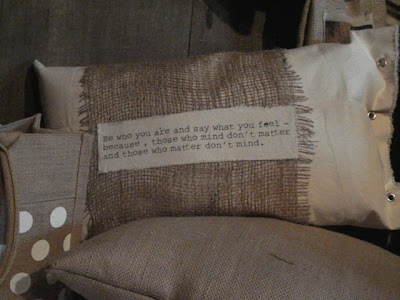 Be who you are and say what you feel -
because , those who mind don't matter
and those who matter don't mind.